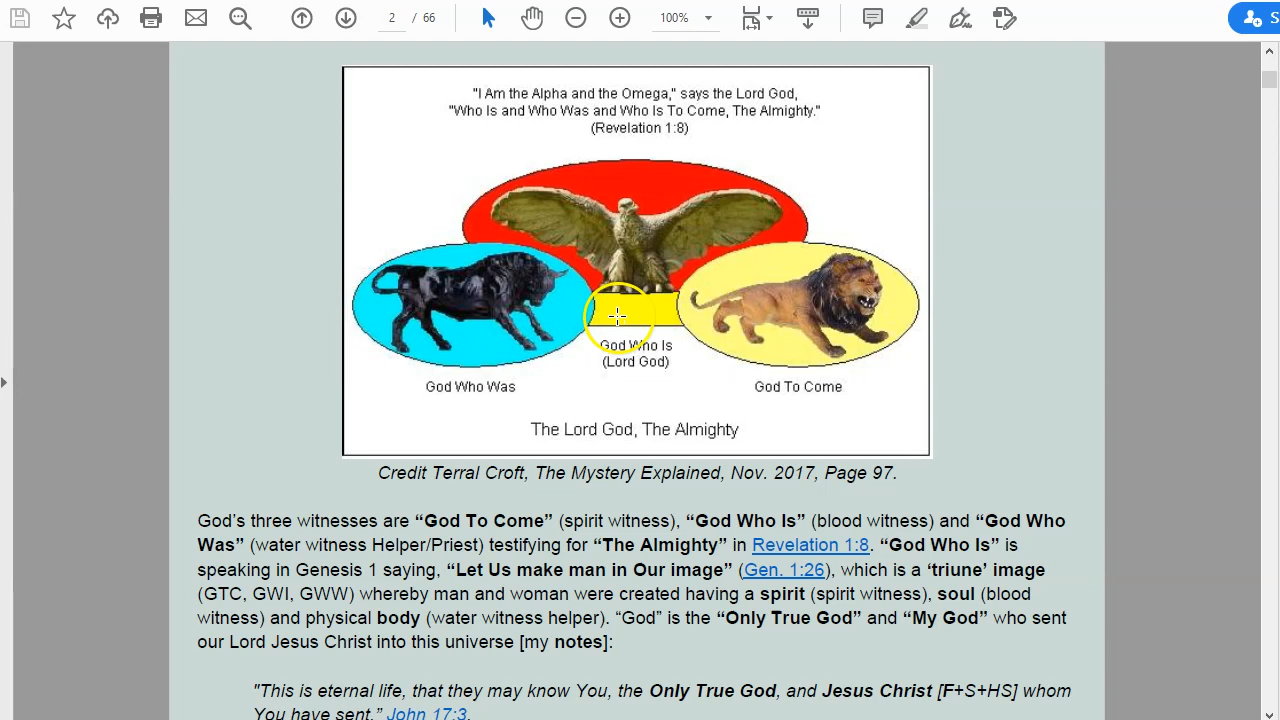 2 / 66
100%
S
"I Am the Alpha and the Omega," says the Lord God,
"Who Is and Who Was and Who Is To Come, The Almighty."
(Revelation 1:8)
God Who Is
(Lord God)
God Who Was
God To Come
The Lord God, The Almighty
Credit Terral Croft, The Mystery Explained, Nov. 2017, Page 97.
God’s three witnesses are “God To Come” (spirit witness), “God Who Is” (blood witness) and “God Who
Was” (water witness Helper/Priest) testifying for “The Almighty” in Revelation 1:8. “God Who Is” is
speaking in Genesis 1 saying, “Let Us make man in Our image” (Gen. 1:26), which is a ‘triune’ image
(GTC, GWI, GWW) whereby man and woman were created having a spirit (spirit witness), soul (blood
witness) and physical body (water witness helper). “God” is the “Only True God” and “My God” who sent
our Lord Jesus Christ into this universe [my notes]:
"This is eternal life, that they may know You, the Only True God, and Jesus Christ [F+S+HS] whom
You have sent.” John 17:3.